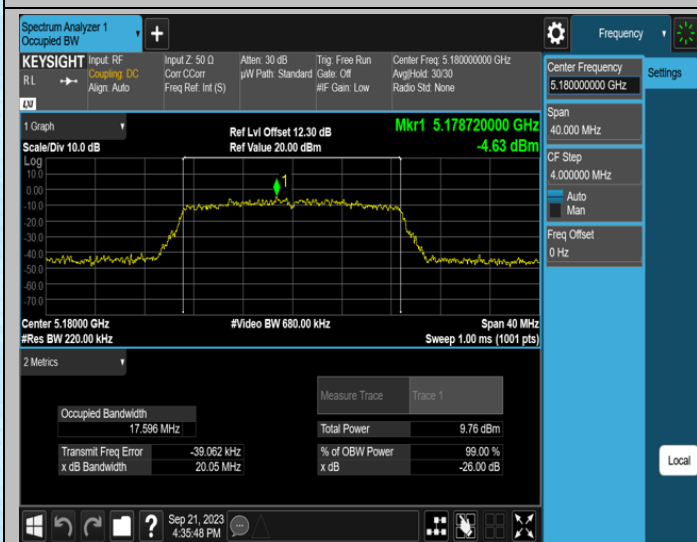 Spectrum Analyzer 1
Occupied BW
Frequency
KEYSIGHT
R L
LXI
Input: RF
Coupling: DC
Align: Auto
Input Z: 50 Ω
Corr CCorr
Freq Ref: Int (S)
Atten: 30 dB
µW Path: Standard
Trig: Free Run
Gate: Off
#IF Gain: Low
Center Freq: 5.180000000 GHz
Avg|Hold: 30/30
Radio Std: None
Center Frequency
5.180000000 GHz
Settings
Span
40.000 MHz
CF Step
4.000000 MHz
Auto
Man
Freq Offset
0 Hz
Local
1 Graph
Scale/Div 10.0 dB
Ref Lvl Offset 12.30 dB
Ref Value 20.00 dBm
Mkr1 5.178720000 GHz
-4.63 dBm
Log
10.0
0.00
-10.0
-20.0
-30.0
-40.0
-50.0
-60.0
-70.0
1
Center 5.18000 GHz
#Res BW 220.00 kHz
#Video BW 680.00 kHz
Span 40 MHz
Sweep 1.00 ms (1001 pts)
2 Metrics
Measure Trace
Trace 1
Occupied Bandwidth
17.596 MHz
Total Power
9.76 dBm
Transmit Freq Error
-39.062 kHz
% of OBW Power
99.00 %
x dB Bandwidth
20.05 MHz
x dB
-26.00 dB
?
Sep 21, 2023
4:35:48 PM